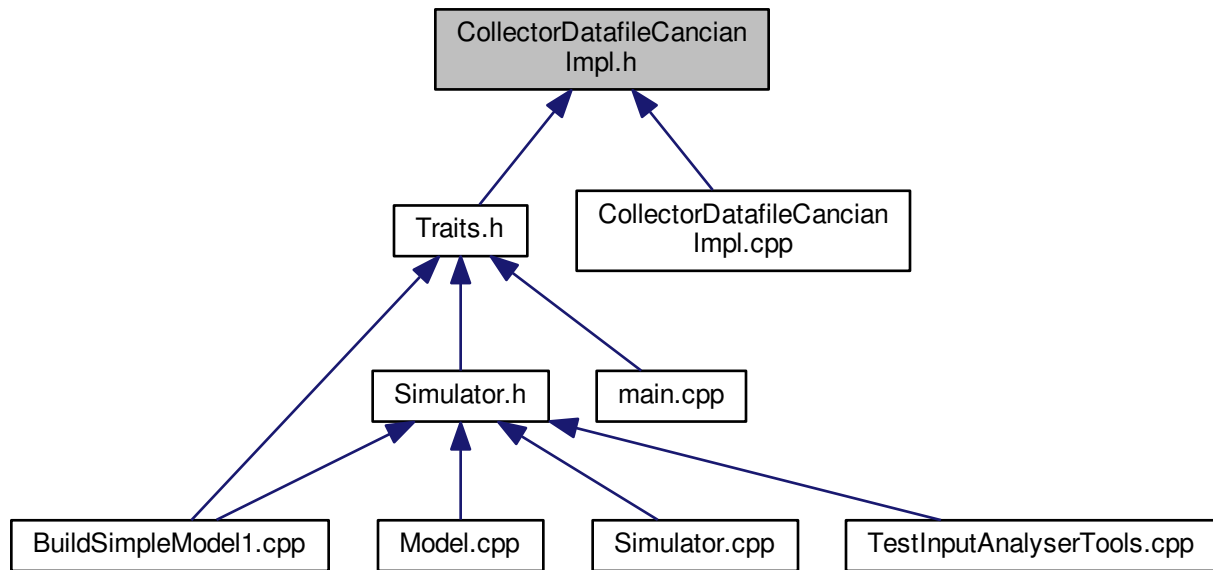 CollectorDatafileCancian
Impl.h
Traits.h
CollectorDatafileCancian
Impl.cpp
Simulator.h
main.cpp
BuildSimpleModel1.cpp
Model.cpp
Simulator.cpp
TestInputAnalyserTools.cpp